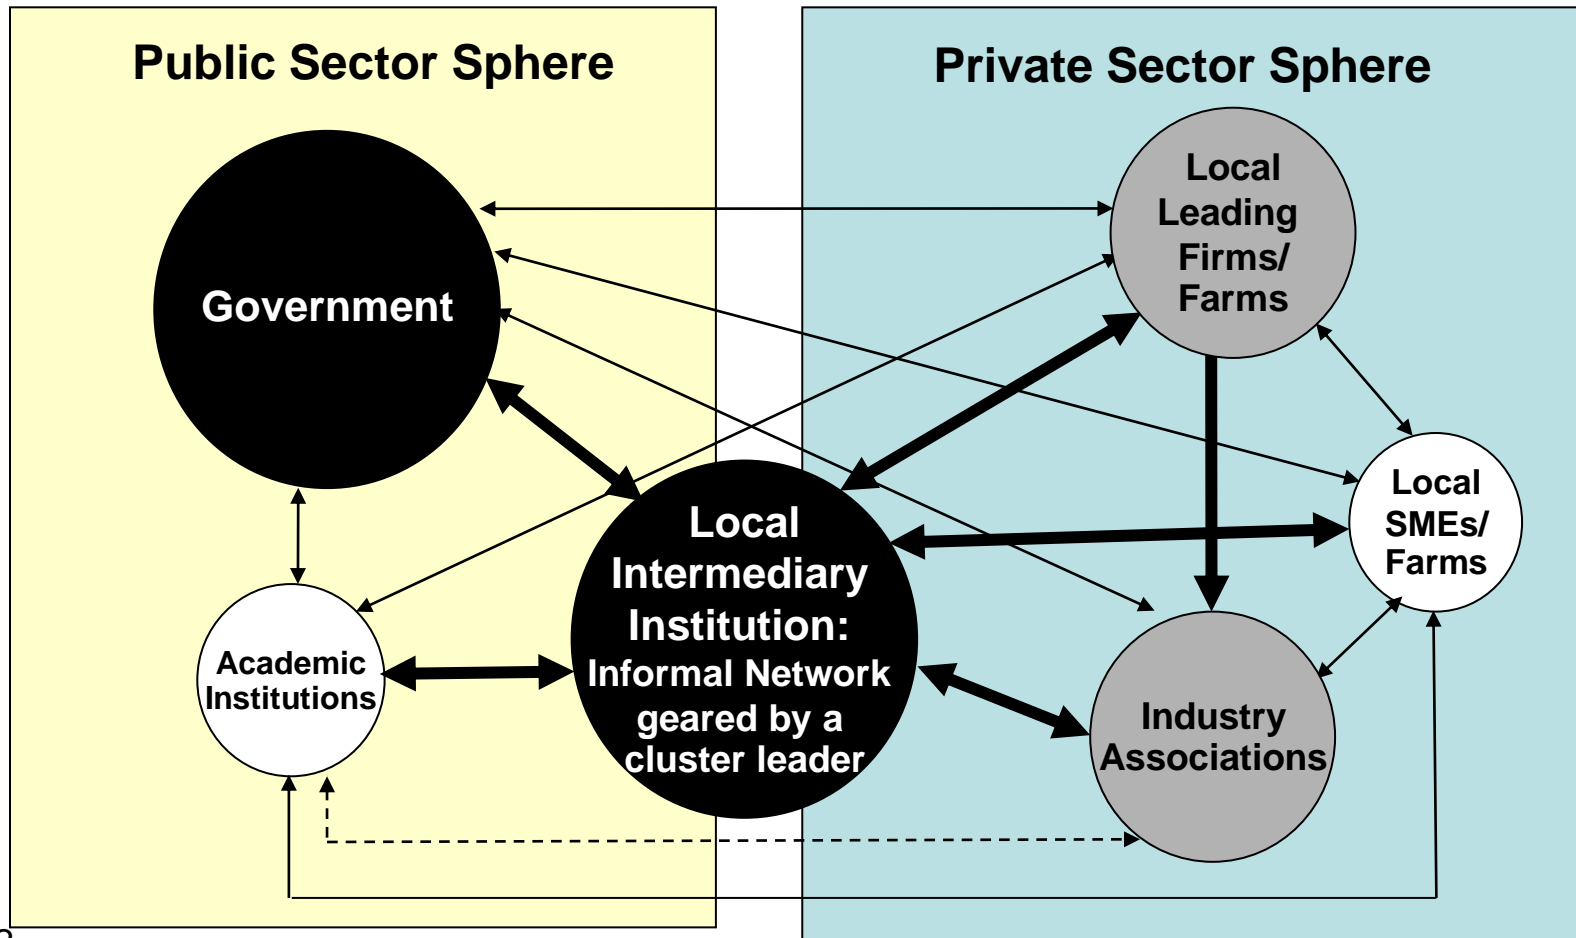 Public Sector Sphere
Private Sector Sphere
Local
Leading
Firms/
Farms
Government
Local
SMEs/
Farms
Local
Intermediary
Institution:
Informal Network
geared by a
cluster leader
Academic
Institutions
Industry
Associations